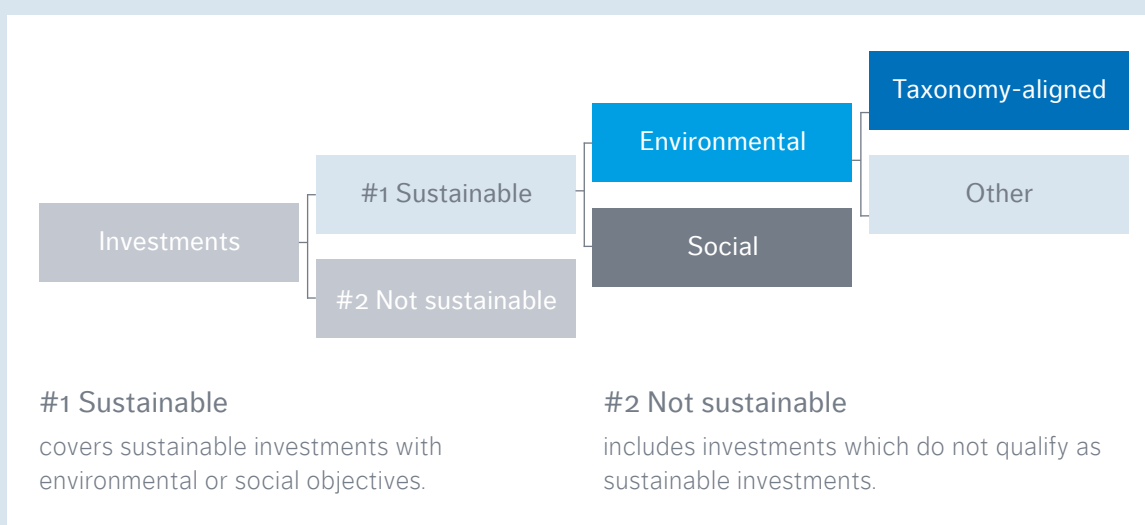 Taxonomy-aligned
Environmental
#1 Sustainable
Other
Investments
Social
#2 Not sustainable
#1 Sustainable
covers sustainable investments with
environmental or social objectives.
#2 Not sustainable
includes investments which do not qualify as
sustainable investments.